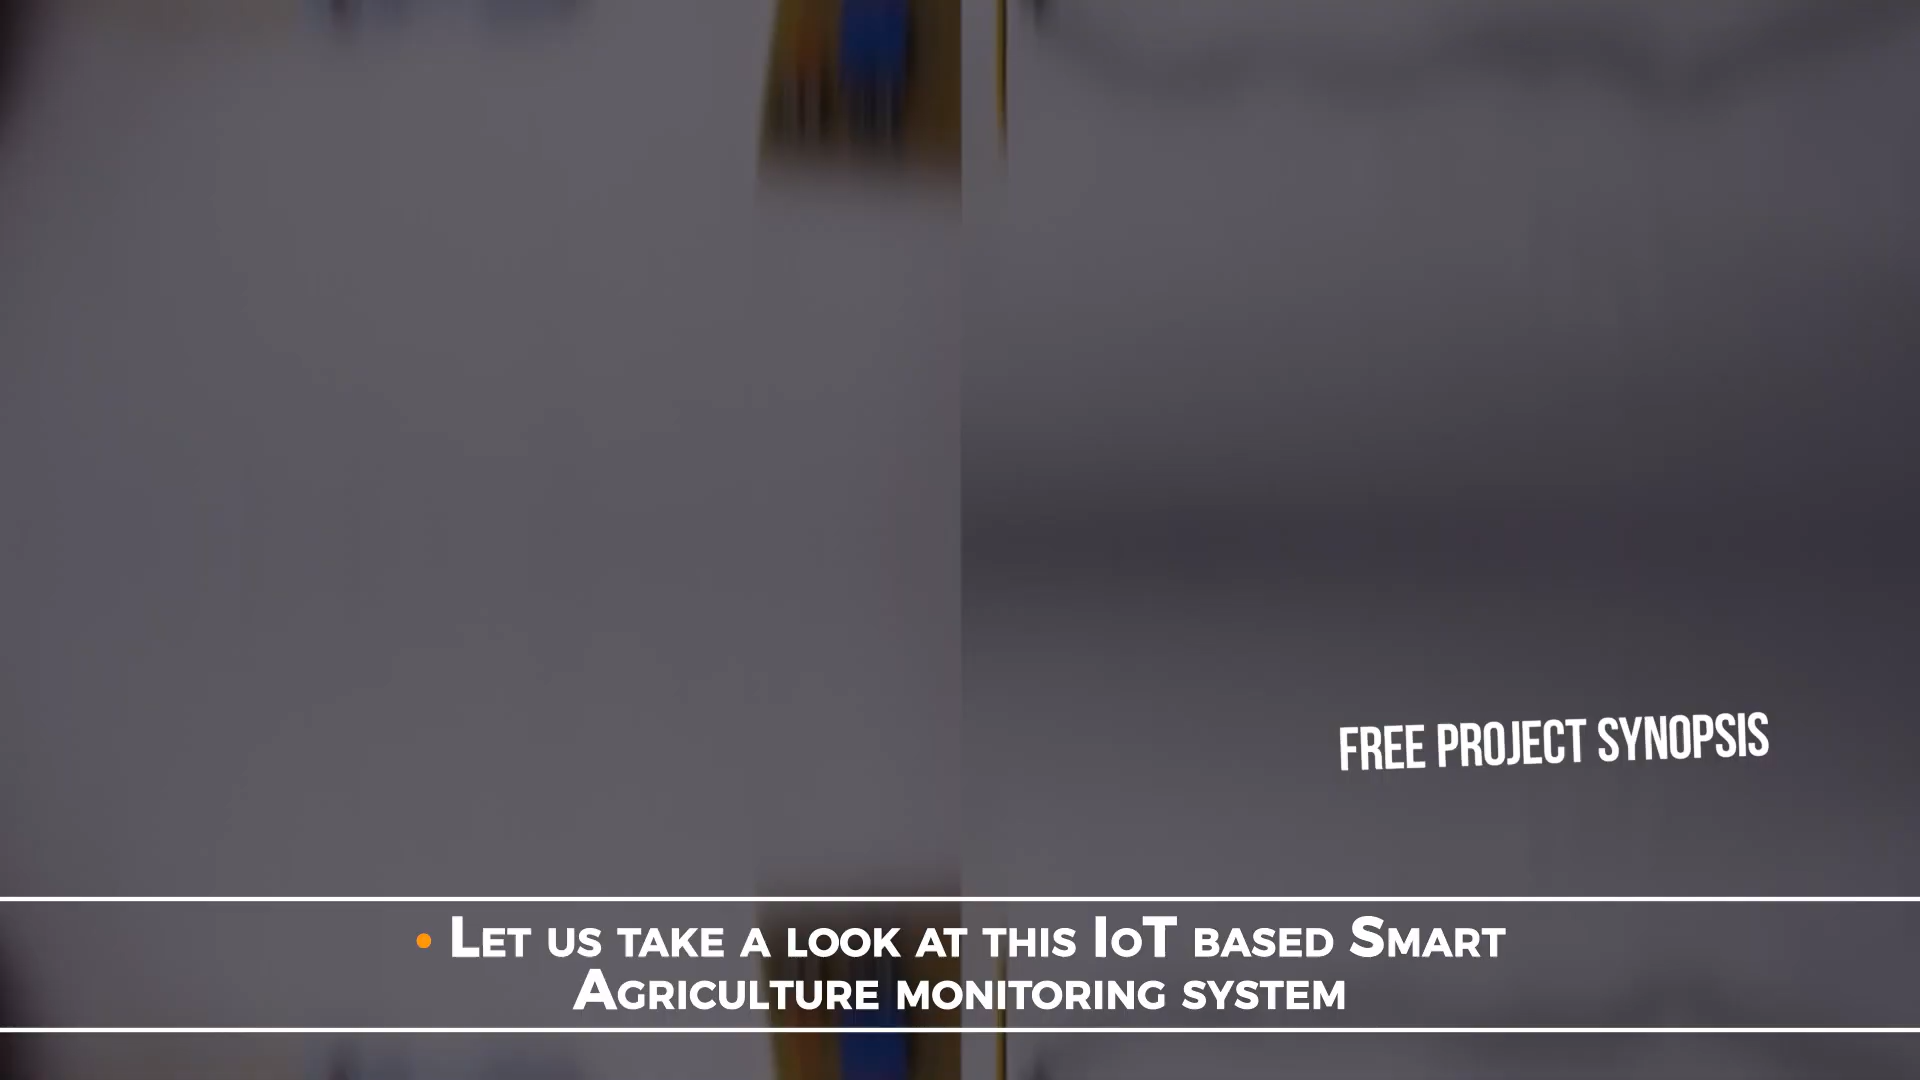 FREE PROJECT SYNOPSIS
• Let us take a look at this IoT based Smart
Agriculture monitoring system